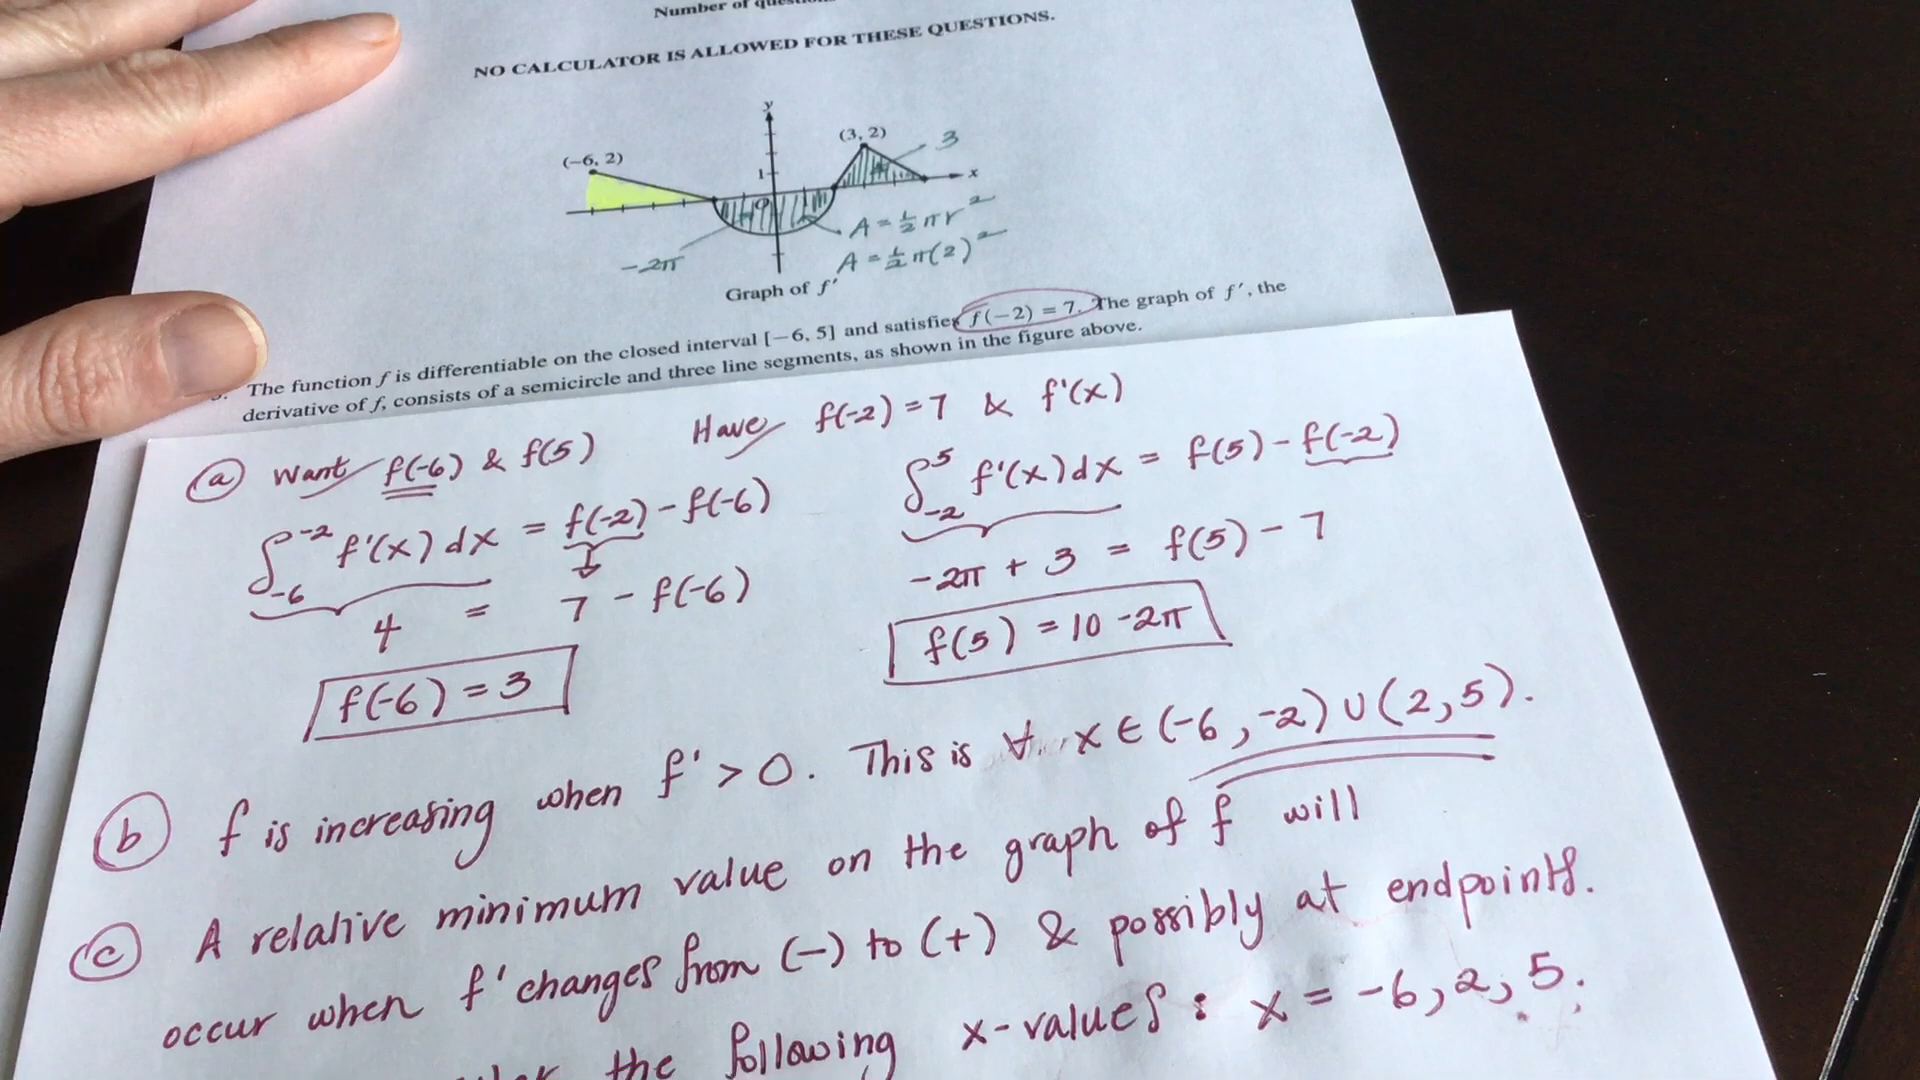 Number of
NO CALCULATOR IS ALLOWED FOR THESE QUESTIONS.
y
(3, 2)
3
(−6, 2)
1
x
O
A = ½πr²
−2π
A = ½π(2)²
Graph of f′
The function f is differentiable on the closed interval [−6, 5] and satisfies f(−2) = 7. The graph of f′, the
derivative of f, consists of a semicircle and three line segments, as shown in the figure above.
(a) Want f(-6) & f(5) Have f(-2) = 7 & f'(x)
∫₋₆⁻² f'(x) dx = f(-2) - f(-6)
4 = 7 - f(-6)
f(-6) = 3
∫₋₂⁵ f'(x)dx = f(5) - f(-2)
-2π + 3 = f(5) - 7
f(5) = 10 - 2π
(b) f is increasing when f' > 0. This is ∀ x ∈ (-6, -2) ∪ (2, 5).
(c) A relative minimum value on the graph of f will
occur when f' changes from (-) to (+) & possibly at endpoints.
the following x-values: x = -6, 2, 5.